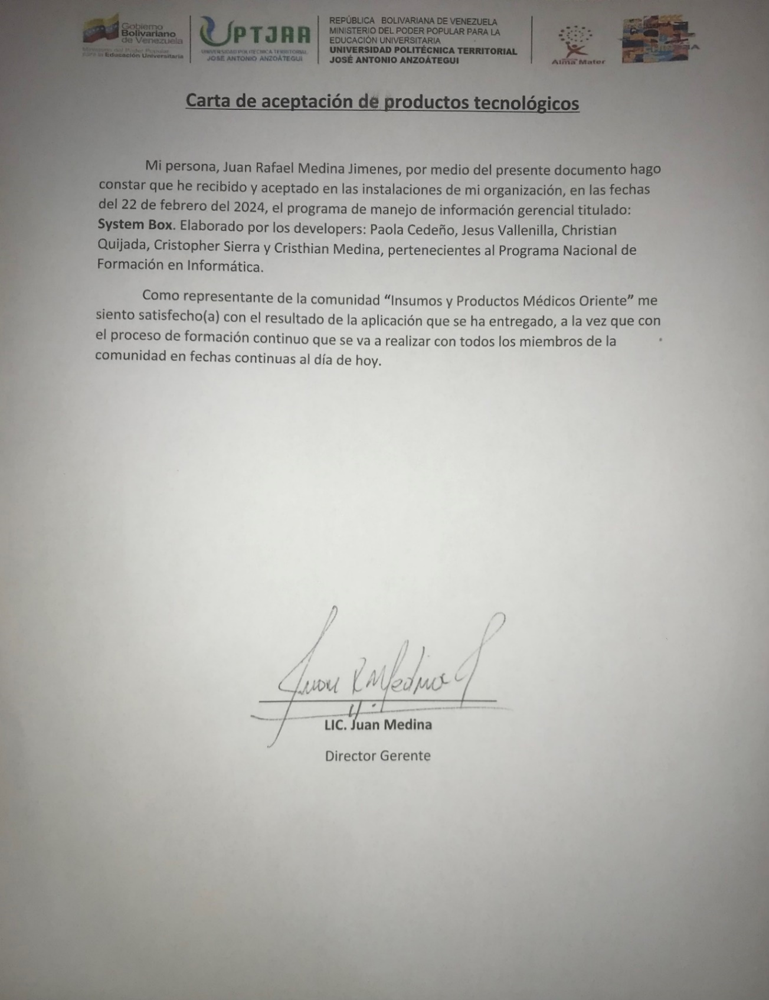 Gobierno
Bolivariano
de Venezuela
Ministerio del Poder Popular
para la Educación Universitaria
UPTJAA
UNIVERSIDAD POLITÉCNICA TERRITORIAL
JOSÉ ANTONIO ANZOÁTEGUI
REPÚBLICA BOLIVARIANA DE VENEZUELA
MINISTERIO DEL PODER POPULAR PARA LA
EDUCACIÓN UNIVERSITARIA
UNIVERSIDAD POLITÉCNICA TERRITORIAL
JOSÉ ANTONIO ANZOÁTEGUI
Alma Mater
Carta de aceptación de productos tecnológicos
Mi persona, Juan Rafael Medina Jimenes, por medio del presente documento hago
constar que he recibido y aceptado en las instalaciones de mi organización, en las fechas
del 22 de febrero del 2024, el programa de manejo de información gerencial titulado:
System Box. Elaborado por los developers: Paola Cedeño, Jesus Vallenilla, Christian
Quijada, Cristopher Sierra y Cristhian Medina, pertenecientes al Programa Nacional de
Formación en Informática.
Como representante de la comunidad “Insumos y Productos Médicos Oriente” me
siento satisfecho(a) con el resultado de la aplicación que se ha entregado, a la vez que con
el proceso de formación continuo que se va a realizar con todos los miembros de la
comunidad en fechas continuas al día de hoy.
Juan R Medina J
LIC. Juan Medina
Director Gerente